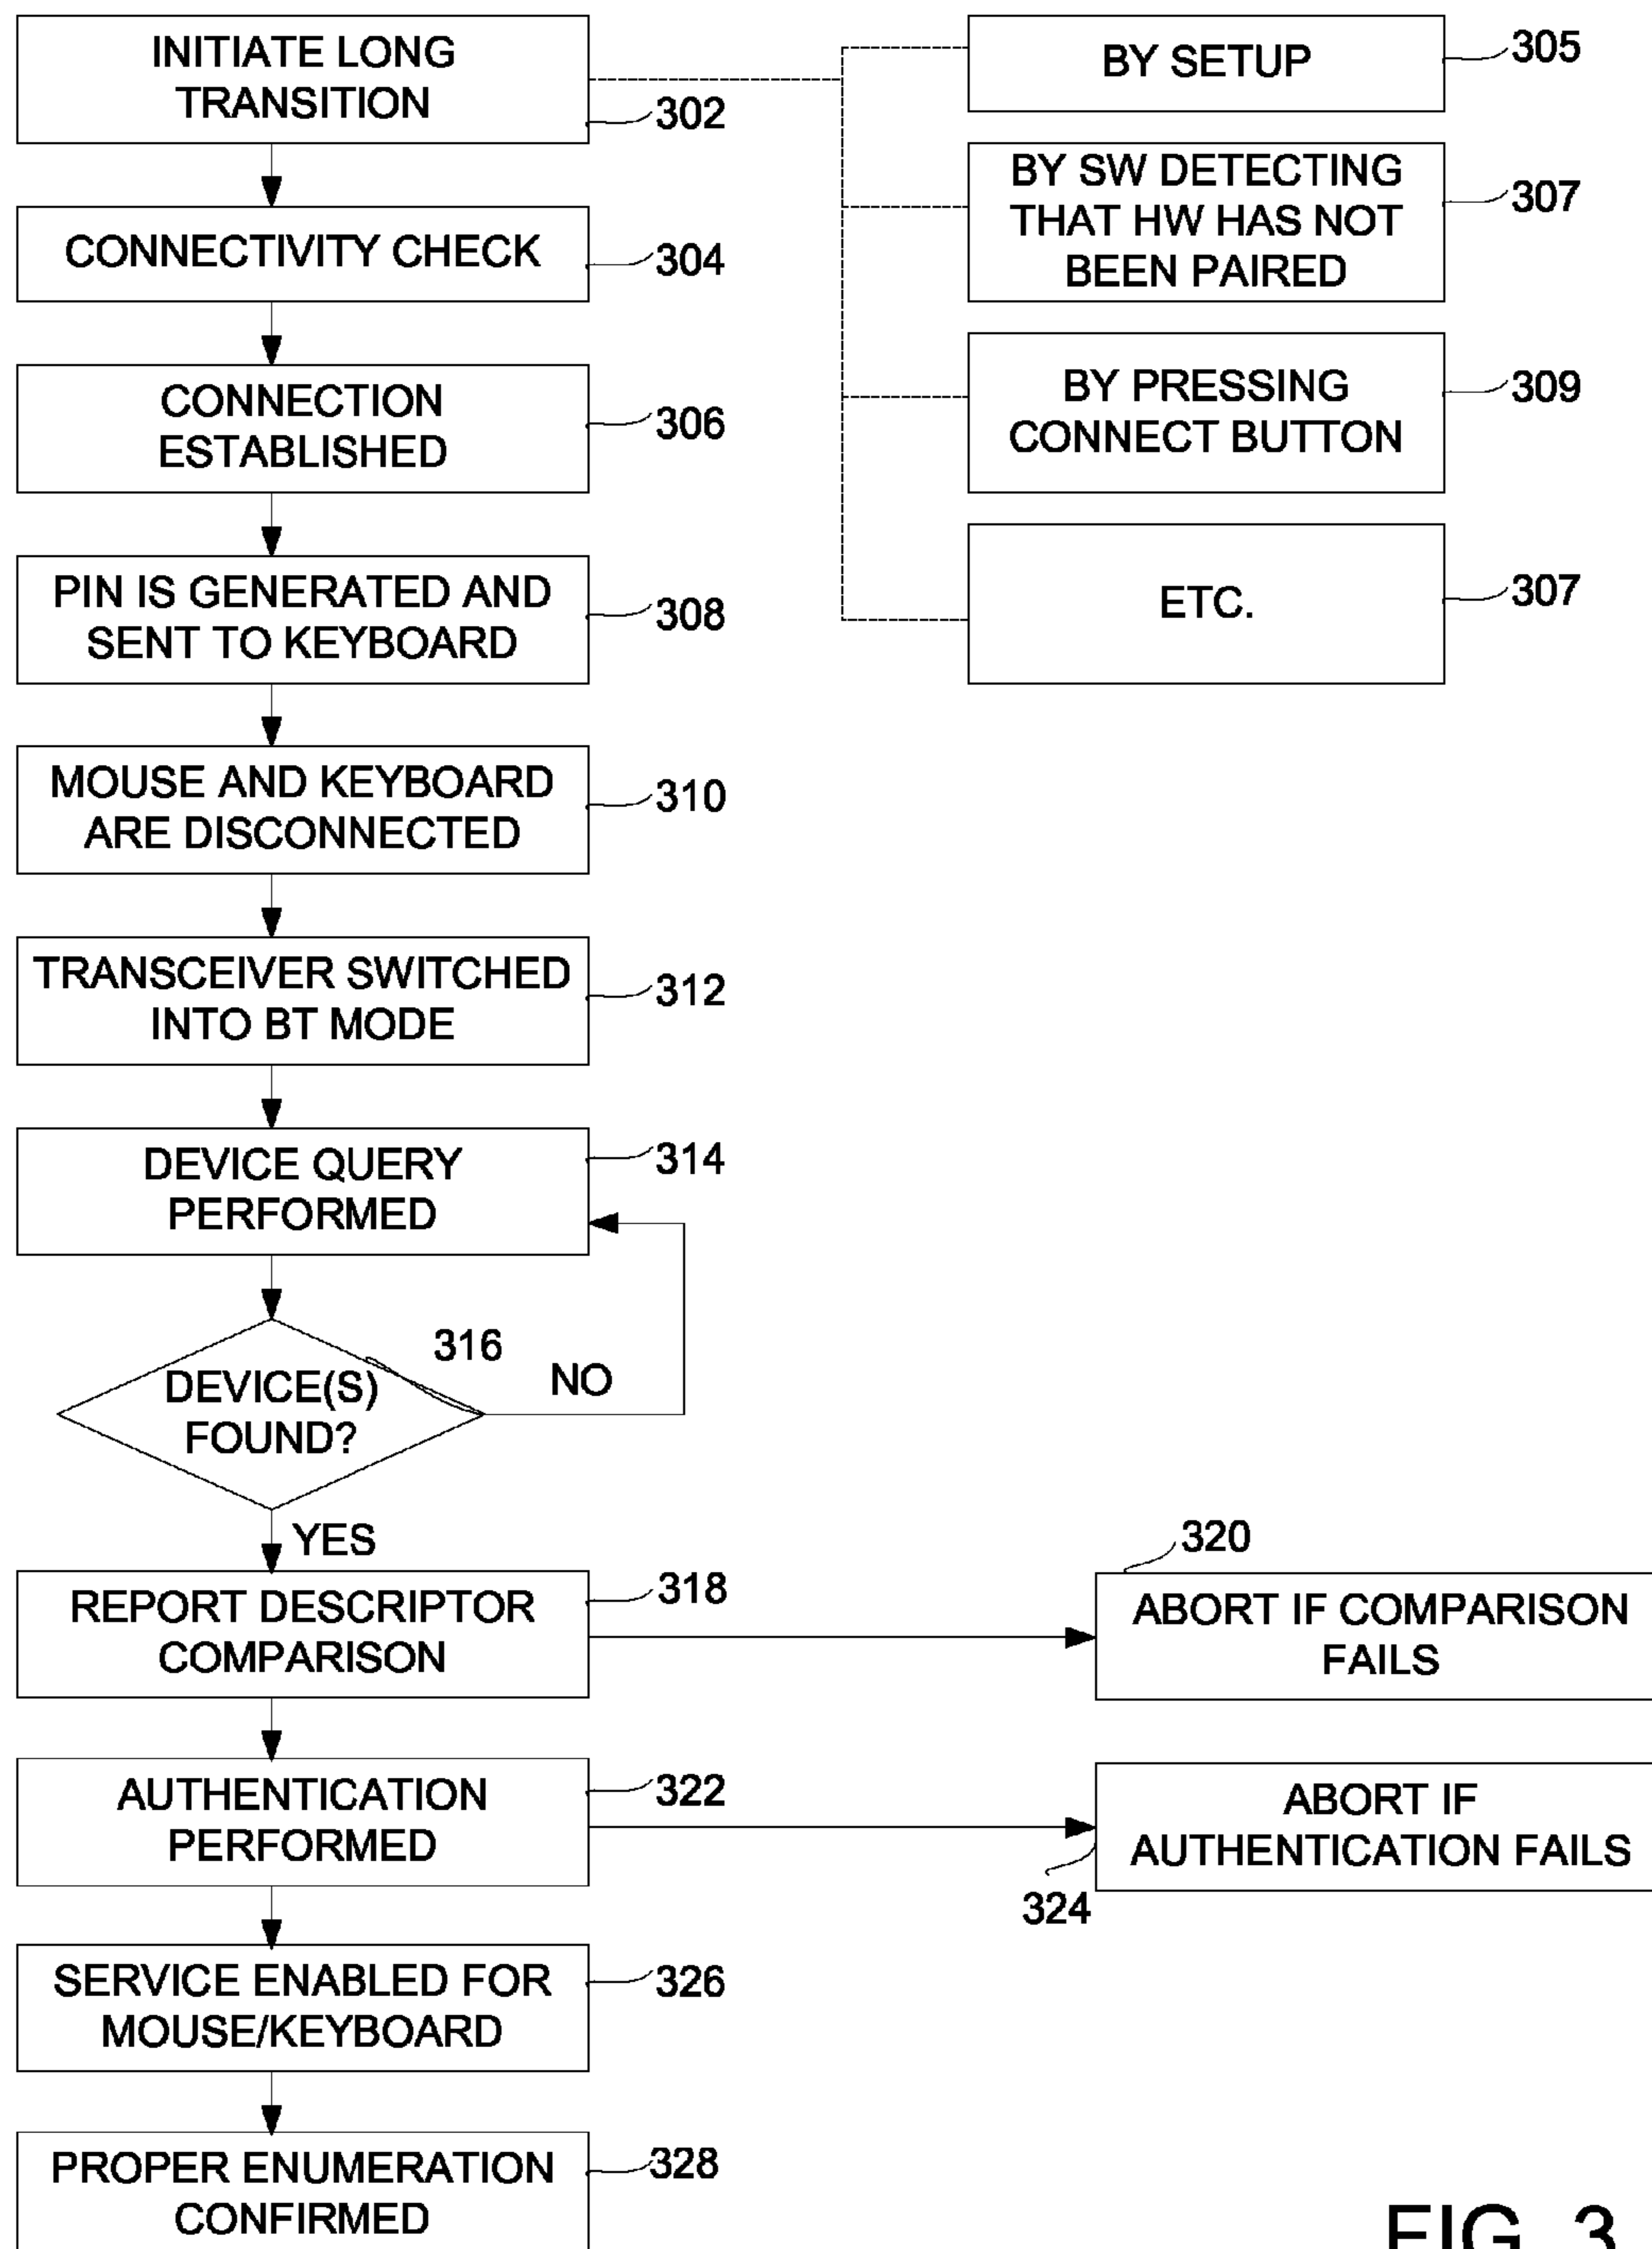 INITIATE LONG
TRANSITION
302
CONNECTIVITY CHECK
304
CONNECTION
ESTABLISHED
306
PIN IS GENERATED AND
SENT TO KEYBOARD
308
MOUSE AND KEYBOARD
ARE DISCONNECTED
310
TRANSCEIVER SWITCHED
INTO BT MODE
312
DEVICE QUERY
PERFORMED
314
DEVICE(S)
FOUND?
316
NO
YES
REPORT DESCRIPTOR
COMPARISON
318
AUTHENTICATION
PERFORMED
322
SERVICE ENABLED FOR
MOUSE/KEYBOARD
326
PROPER ENUMERATION
CONFIRMED
328
BY SETUP
305
BY SW DETECTING
THAT HW HAS NOT
BEEN PAIRED
307
BY PRESSING
CONNECT BUTTON
309
ETC.
307
320
ABORT IF COMPARISON
FAILS
ABORT IF
AUTHENTICATION FAILS
324
FIG. 3